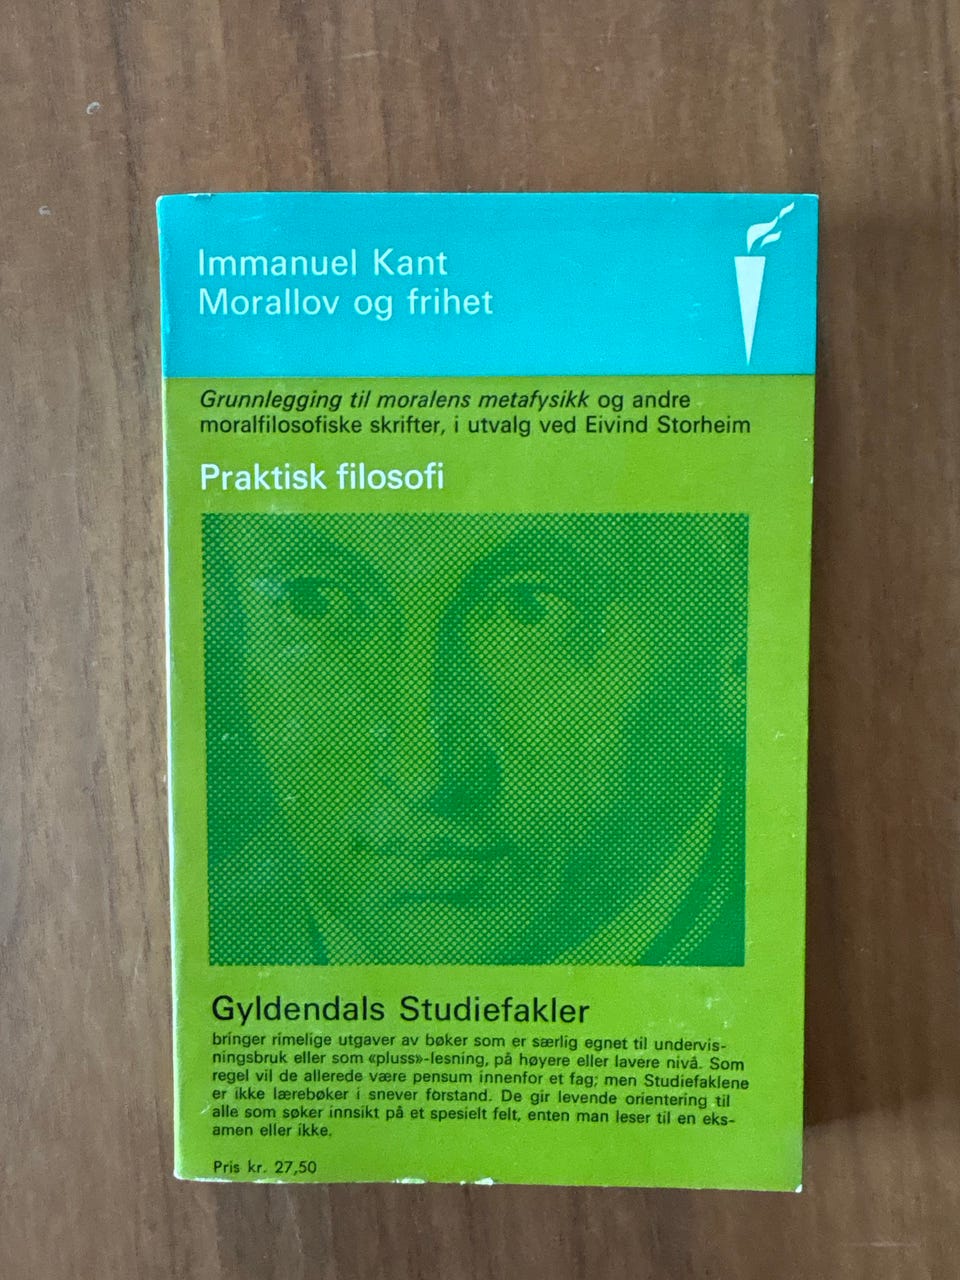 Immanuel Kant
Morallov og frihet
Grunnlegging til moralens metafysikk og andre
moralfilosofiske skrifter, i utvalg ved Eivind Storheim
Praktisk filosofi
Gyldendals Studiefakler
bringer rimelige utgaver av bøker som er særlig egnet til undervis-
ningsbruk eller som «pluss»-lesning, på høyere eller lavere nivå. Som
regel vil de allerede være pensum innenfor et fag; men Studiefaklene
er ikke lærebøker i snever forstand. De gir levende orientering til
alle som søker innsikt på et spesielt felt, enten man leser til en eks-
amen eller ikke.
Pris kr. 27,50